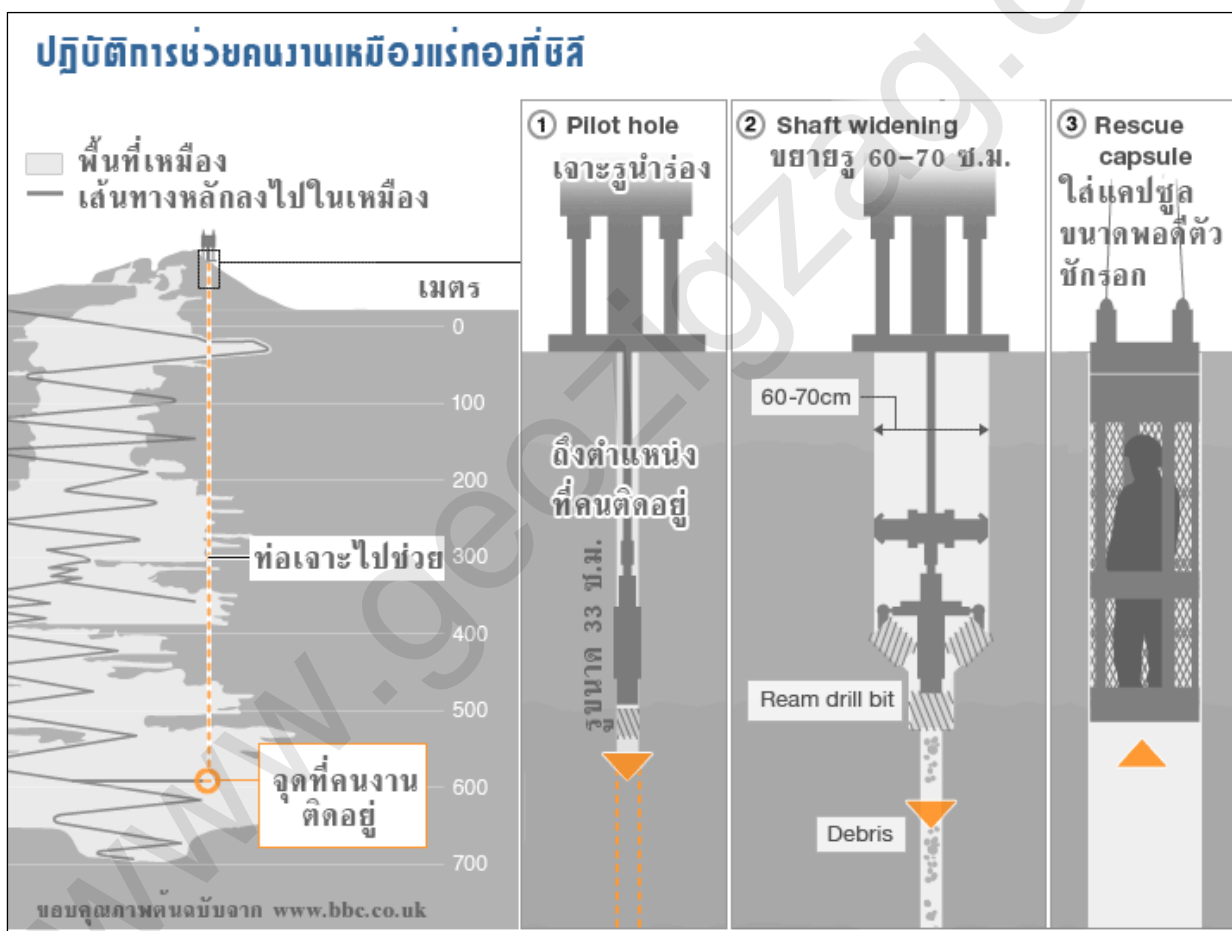 ปฏิบัติการช่วยคนงานเหมืองแร่ทองที่ชิลี
พื้นที่เหมือง
เส้นทางหลักลงไปในเหมือง
เมตร
0
100
200
300
400
500
600
700
ท่อเจาะไปช่วย
จุดที่คนงาน
ติดอยู่
ขอบคุณภาพต้นฉบับจาก www.bbc.co.uk
1 Pilot hole
เจาะรูนำร่อง
ถึงตำแหน่ง
ที่คนติดอยู่
รูขนาด 33 ซ.ม.
2 Shaft widening
ขยายรู 60-70 ซ.ม.
60-70cm
Ream drill bit
Debris
3 Rescue
capsule
ใส่แคปซูล
ขนาดพอดีตัว
ชักรอก
www.geozigzag.c